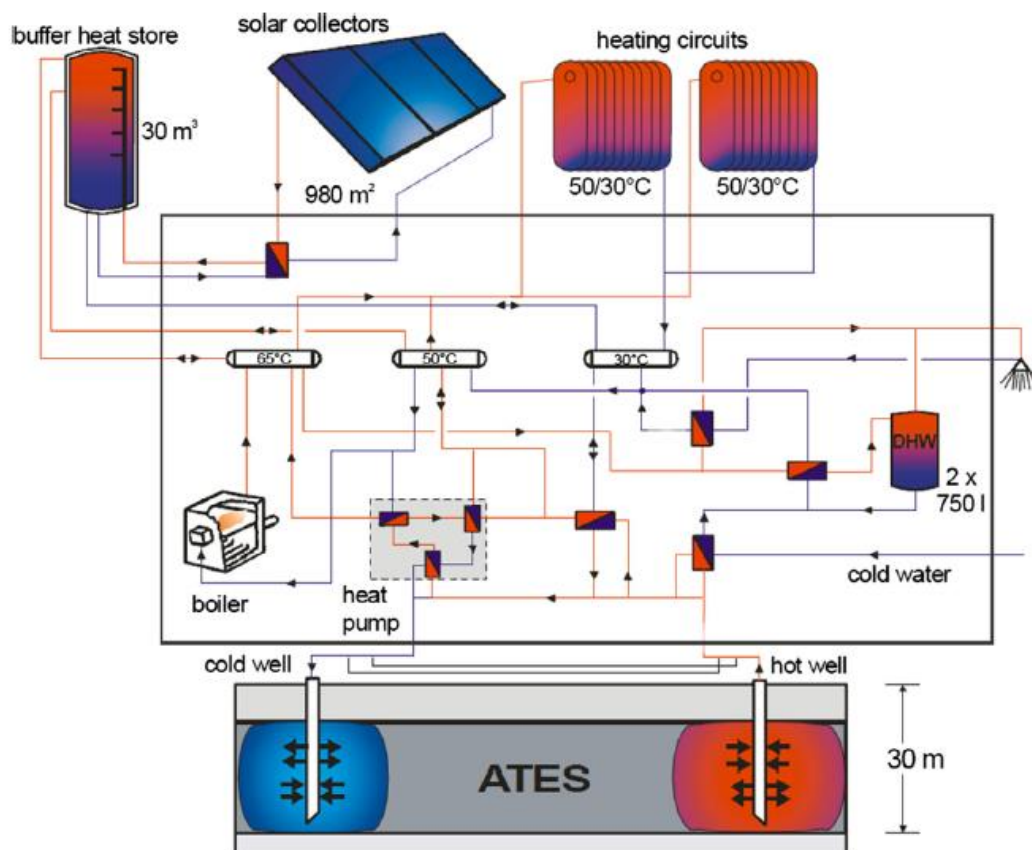 solar collectors
buffer heat store
heating circuits
30 m³
980 m²
50/30°C
50/30°C
65°C
50°C
30°C
DHW
2 x
750 l
boiler
heat
pump
cold water
cold well
hot well
ATES
30 m